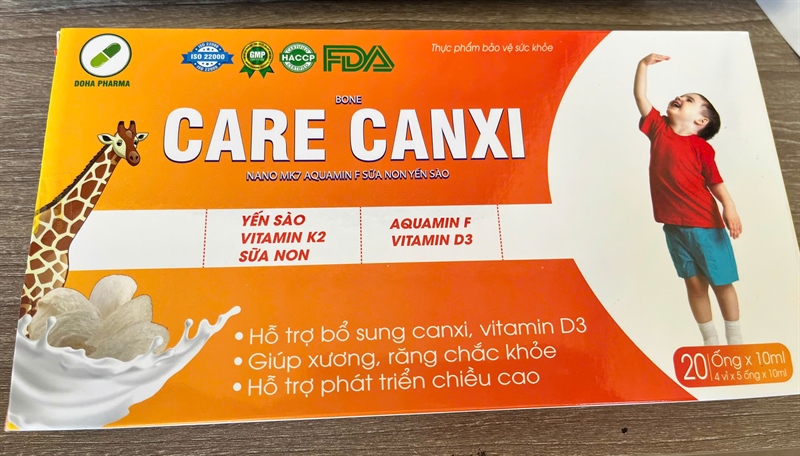 DOHA PHARMA
ISO 22000
GMP
HACCP
FDA
Thực phẩm bảo vệ sức khỏe
BONE
CARE CANXI
NANO MK7 AQUAMIN F SỮA NON YẾN SÀO
YẾN SÀO
VITAMIN K2
SỮA NON
AQUAMIN F
VITAMIN D3
• Hỗ trợ bổ sung canxi, vitamin D3
• Giúp xương, răng chắc khỏe
• Hỗ trợ phát triển chiều cao
20 Ống x 10ml
4 vỉ x 5 ống x 10ml